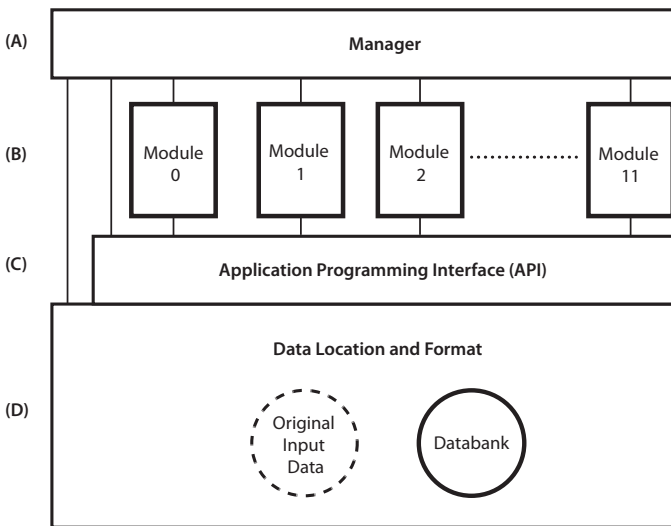 (A)
Manager
(B)
Module
0
Module
1
Module
2
Module
11
(C)
Application Programming Interface (API)
Data Location and Format
(D)
Original
Input
Data
Databank